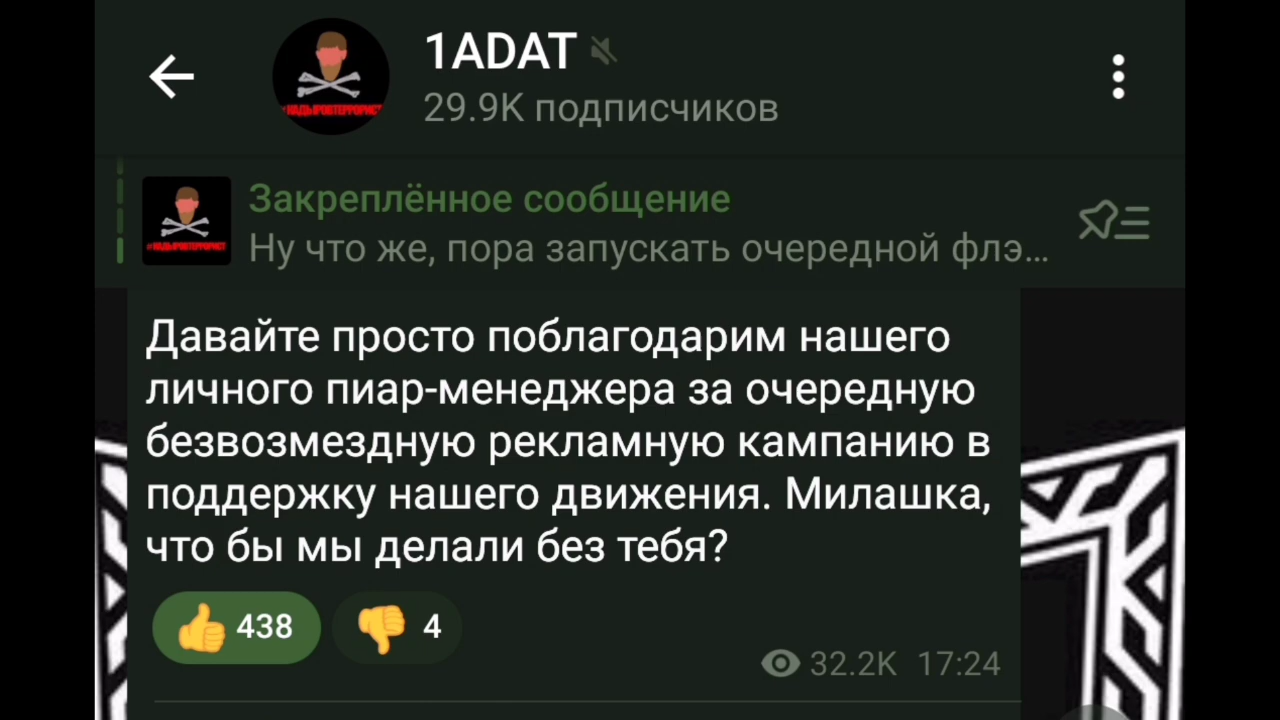 1ADAT
29.9K подписчиков
Закреплённое сообщение
Ну что же, пора запускать очередной флэ...
Давайте просто поблагодарим нашего
личного пиар-менеджера за очередную
безвозмездную рекламную кампанию в
поддержку нашего движения. Милашка,
что бы мы делали без тебя?
438
4
32.2K 17:24